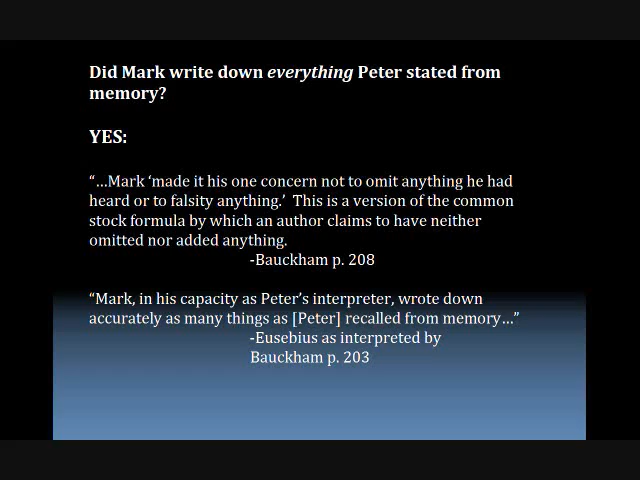 Did Mark write down everything Peter stated from
memory?
YES:
“…Mark ‘made it his one concern not to omit anything he had
heard or to falsity anything.’ This is a version of the common
stock formula by which an author claims to have neither
omitted nor added anything.
-Bauckham p. 208
“Mark, in his capacity as Peter’s interpreter, wrote down
accurately as many things as [Peter] recalled from memory…”
-Eusebius as interpreted by
Bauckham p. 203